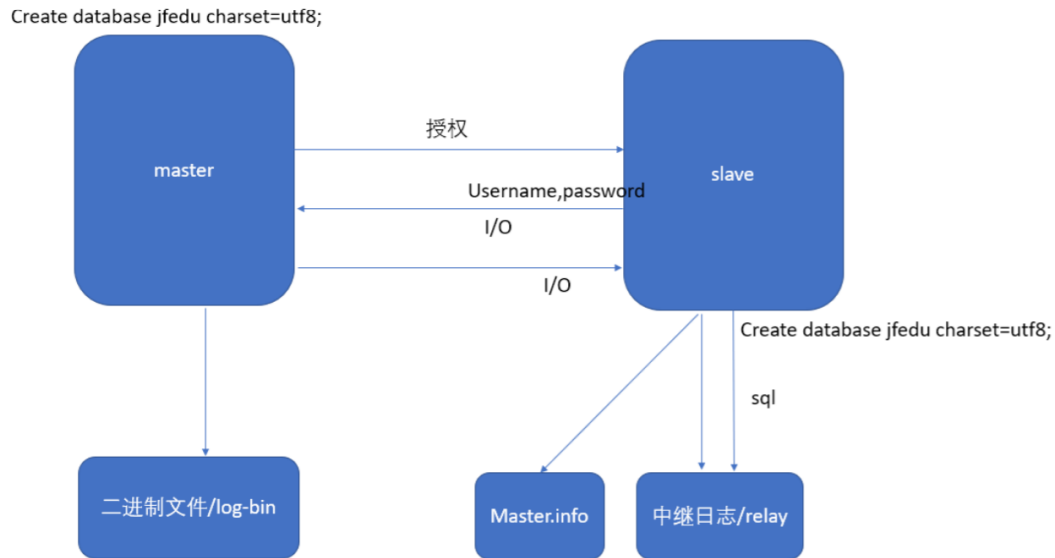 Create database jfedu charset=utf8;
授权
master
slave
Username,password
I/O
I/O
Create database jfedu charset=utf8;
sql
二进制文件/log-bin
Master.info
中继日志/relay